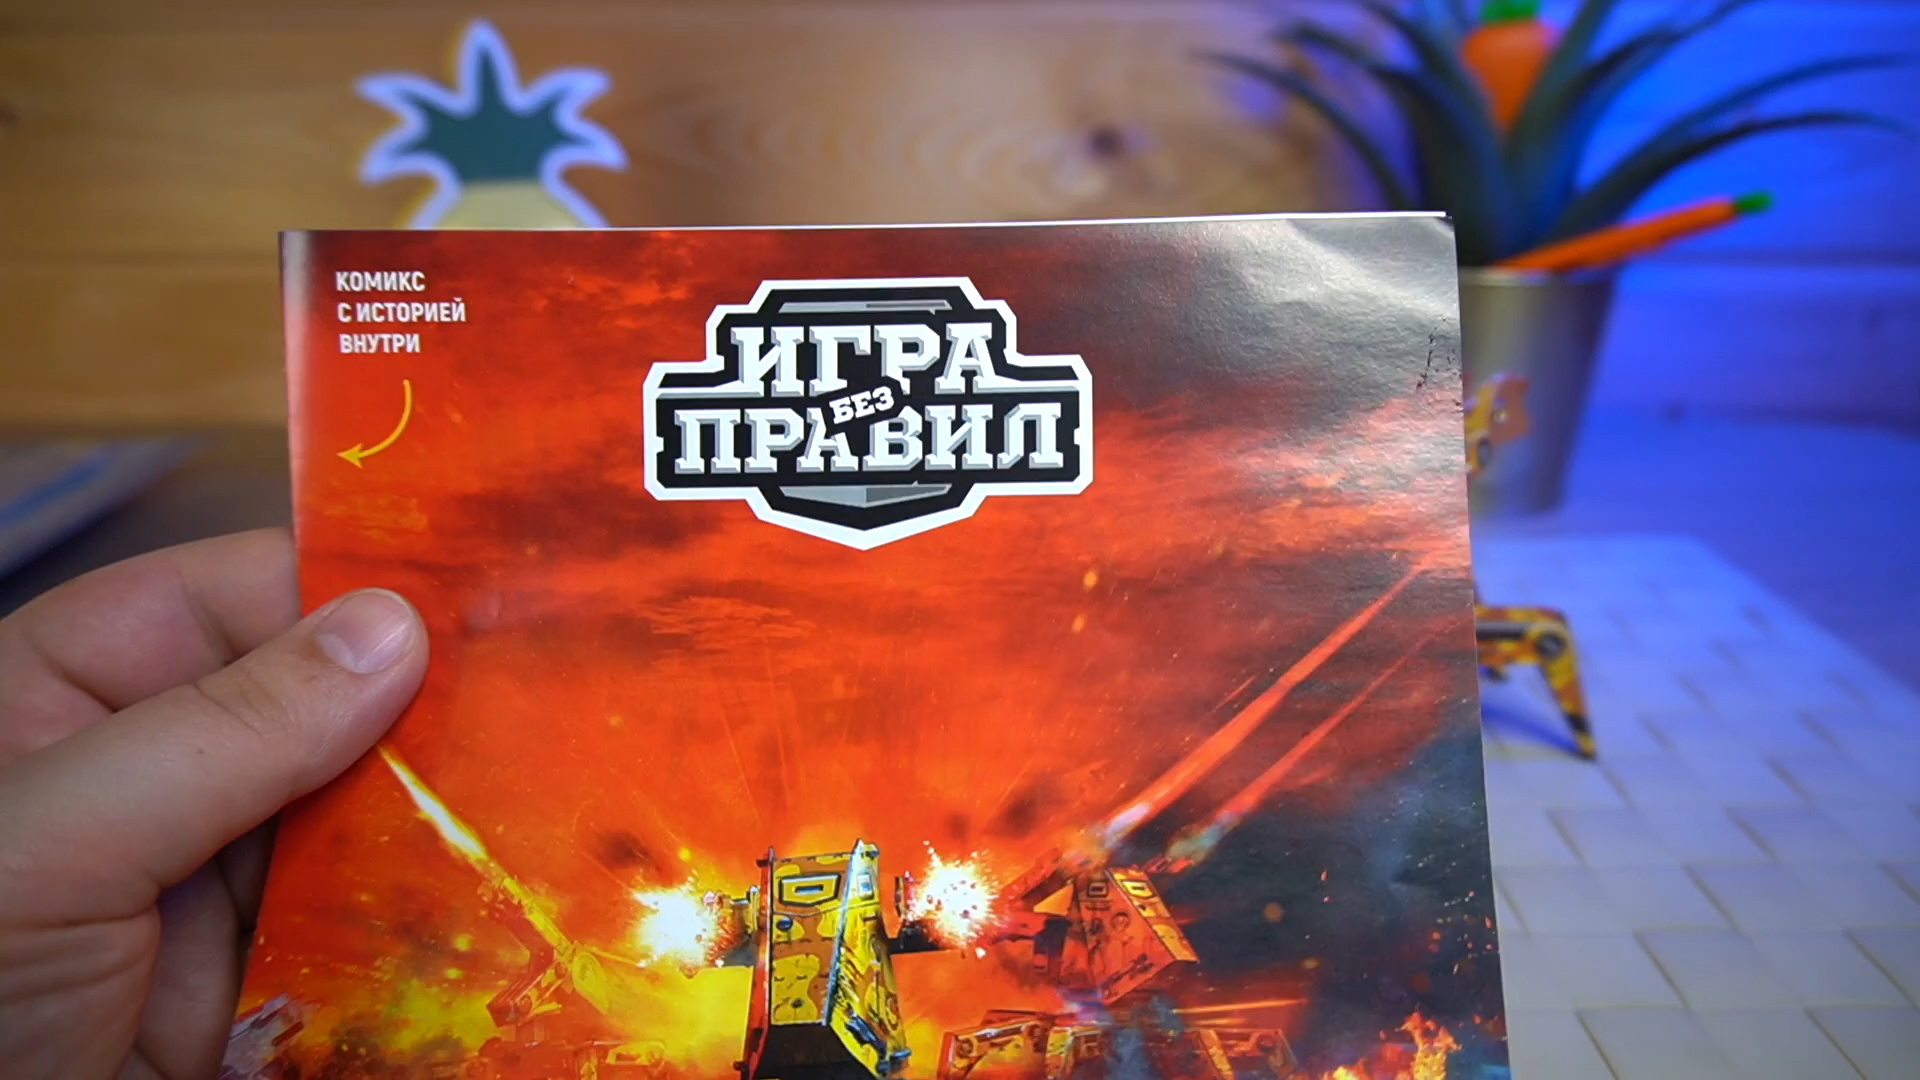 КОМИКС
С ИСТОРИЕЙ
ВНУТРИ
ИГРА
БЕЗ
ПРАВИЛ